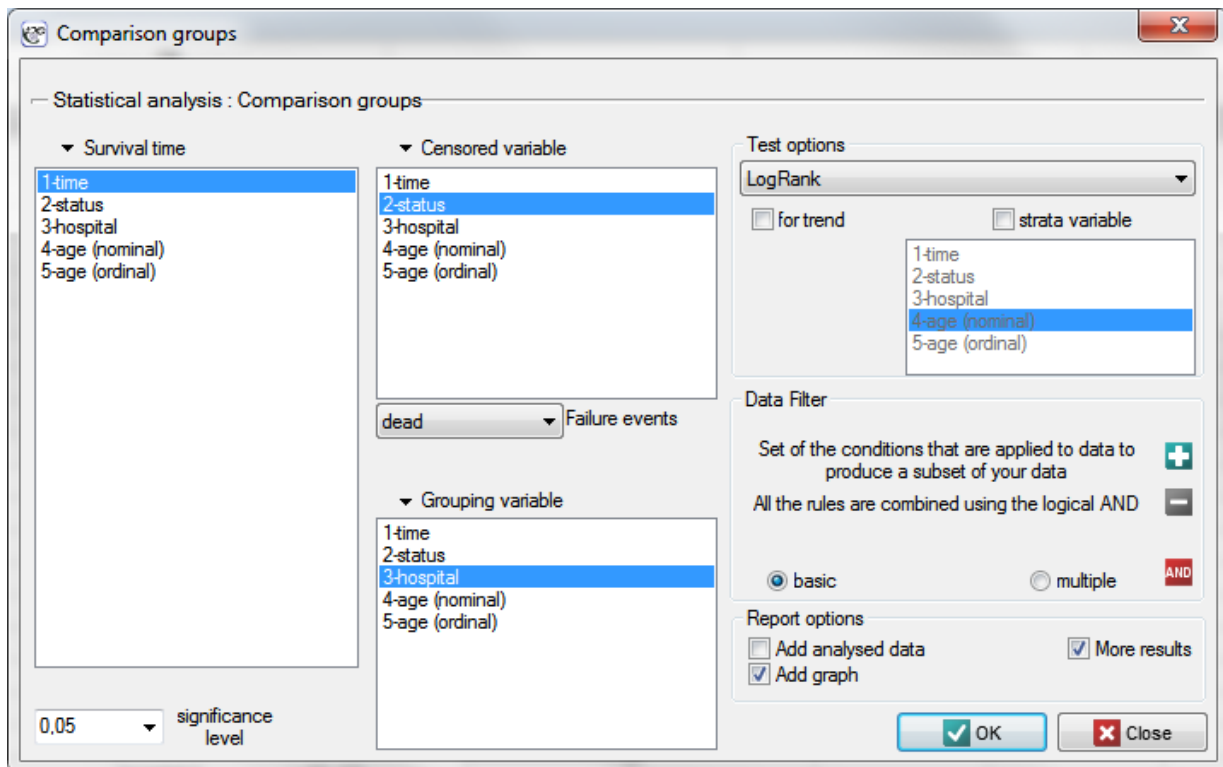 Comparison groups
Statistical analysis : Comparison groups
Survival time
1-time
2-status
3-hospital
4-age (nominal)
5-age (ordinal)
0,05
significance
level
Censored variable
1-time
2-status
3-hospital
4-age (nominal)
5-age (ordinal)
dead
Failure events
Grouping variable
1-time
2-status
3-hospital
4-age (nominal)
5-age (ordinal)
Test options
LogRank
for trend
strata variable
1-time
2-status
3-hospital
4-age (nominal)
5-age (ordinal)
Data Filter
Set of the conditions that are applied to data to
produce a subset of your data
All the rules are combined using the logical AND
basic
multiple
AND
Report options
Add analysed data
More results
Add graph
OK
Close